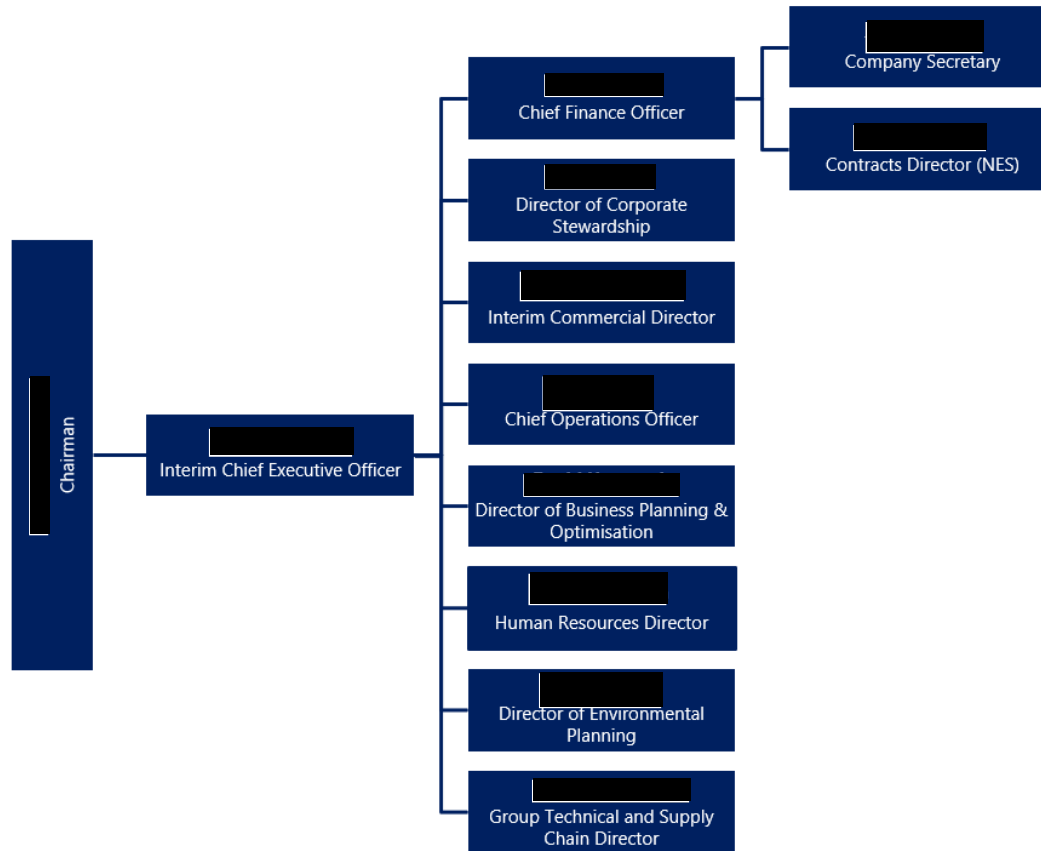 Chairman
Interim Chief Executive Officer
Chief Finance Officer
Director of Corporate
Stewardship
Interim Commercial Director
Chief Operations Officer
Director of Business Planning &
Optimisation
Human Resources Director
Director of Environmental
Planning
Group Technical and Supply
Chain Director
Company Secretary
Contracts Director (NES)